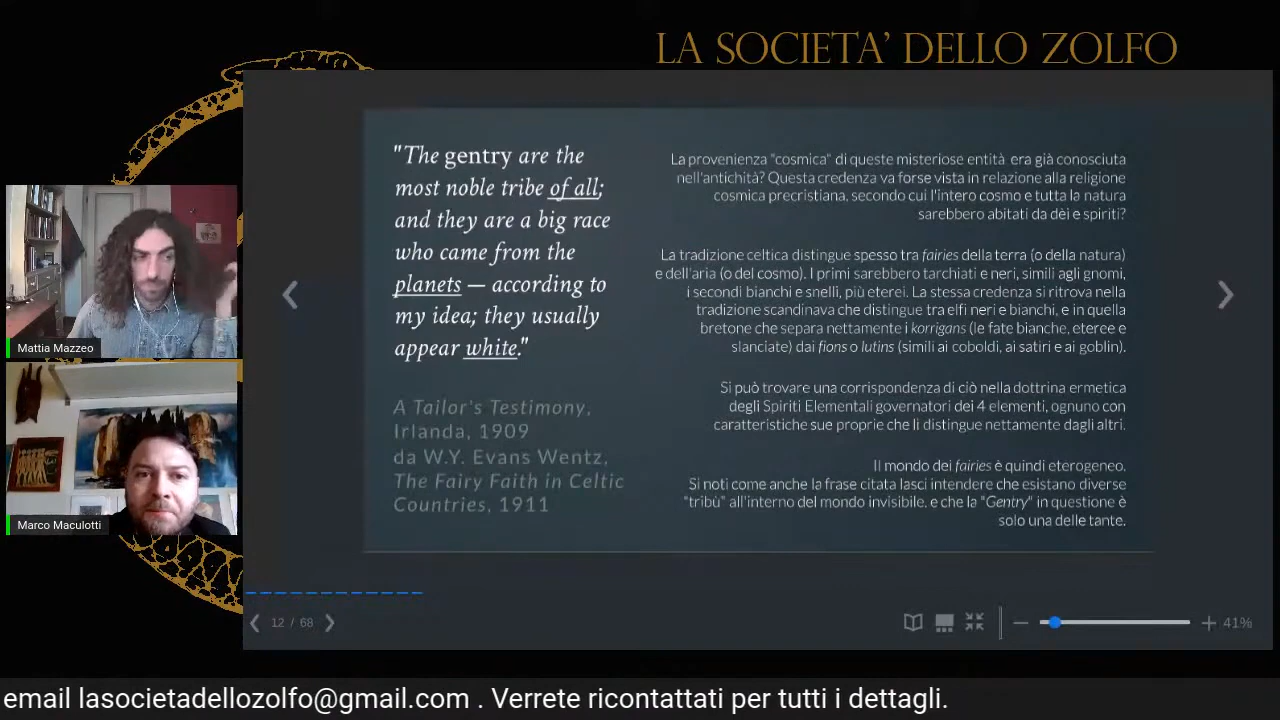 LA SOCIETA' DELLO ZOLFO
"The gentry are the
most noble tribe of all;
and they are a big race
who came from the
planets — according to
my idea; they usually
appear white."
A Tailor's Testimony,
Irlanda, 1909
da W.Y. Evans Wentz,
The Fairy Faith in Celtic
Countries, 1911
La provenienza "cosmica" di queste misteriose entità era già conosciuta
nell'antichità? Questa credenza va forse vista in relazione alla religione
cosmica precristiana, secondo cui l'intero cosmo e tutta la natura
sarebbero abitati da dèi e spiriti?
La tradizione celtica distingue spesso tra fairies della terra (o della natura)
e dell'aria (o del cosmo). I primi sarebbero tarchiati e neri, simili agli gnomi,
i secondi bianchi e snelli, più eterei. La stessa credenza si ritrova nella
tradizione scandinava che distingue tra elfi neri e bianchi, e in quella
bretone che separa nettamente i korrigans (le fate bianche, eteree e
slanciate) dai fions o lutins (simili ai coboldi, ai satiri e ai goblin).
Si può trovare una corrispondenza di ciò nella dottrina ermetica
degli Spiriti Elementali governatori dei 4 elementi, ognuno con
caratteristiche sue proprie che li distingue nettamente dagli altri.
Il mondo dei fairies è quindi eterogeneo.
Si noti come anche la frase citata lasci intendere che esistano diverse
"tribù" all'interno del mondo invisibile, e che la "Gentry" in questione è
solo una delle tante.
Mattia Mazzeo
Marco Maculotti
12 / 68
41%
email lasocietadellozolfo@gmail.com . Verrete ricontattati per tutti i dettagli.